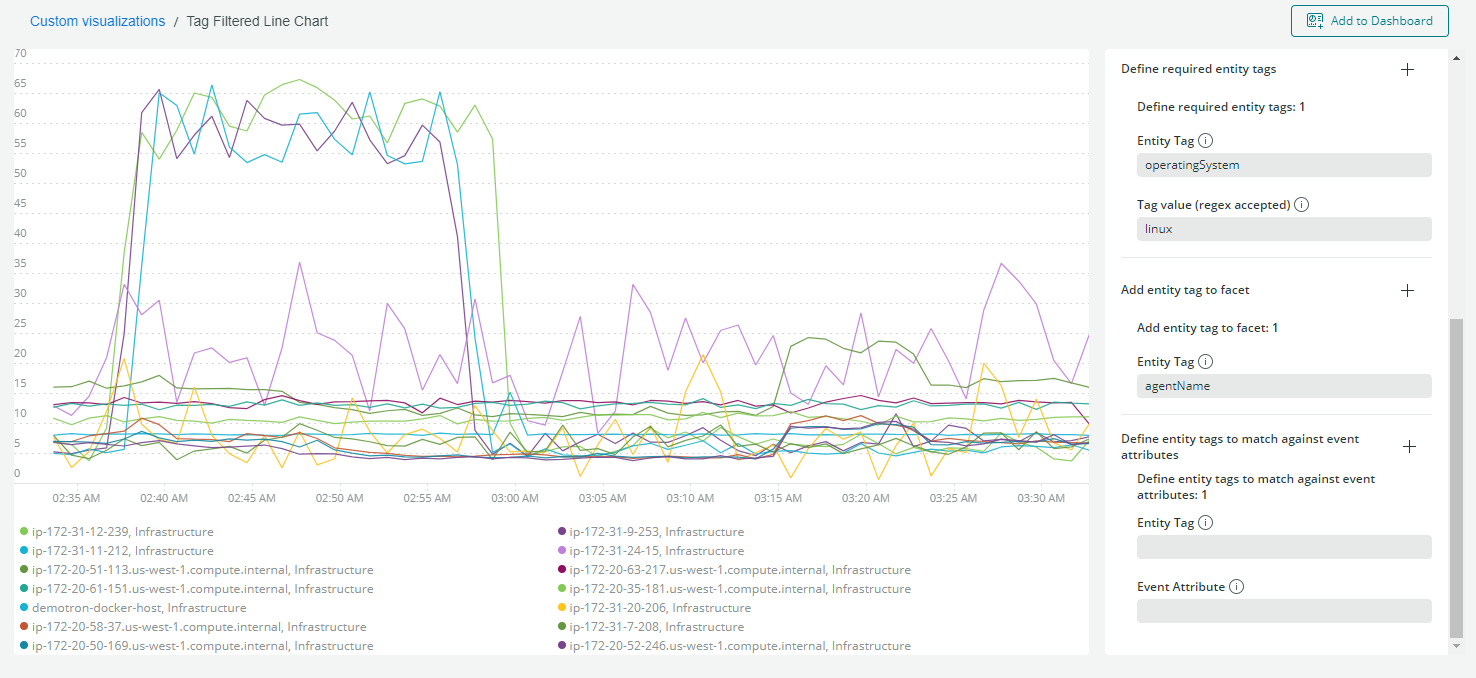 Custom visualizations / Tag Filtered Line Chart
Add to Dashboard
70
65
60
55
50
45
40
35
30
25
20
15
10
5
0
02:35 AM 02:40 AM 02:45 AM 02:50 AM 02:55 AM 03:00 AM 03:05 AM 03:10 AM 03:15 AM 03:20 AM 03:25 AM 03:30 AM
ip-172-31-12-239, Infrastructure
ip-172-31-9-253, Infrastructure
ip-172-31-11-212, Infrastructure
ip-172-31-24-15, Infrastructure
ip-172-20-51-113.us-west-1.compute.internal, Infrastructure
ip-172-20-63-217.us-west-1.compute.internal, Infrastructure
ip-172-20-61-151.us-west-1.compute.internal, Infrastructure
ip-172-20-35-181.us-west-1.compute.internal, Infrastructure
demotron-docker-host, Infrastructure
ip-172-31-20-206, Infrastructure
ip-172-20-58-37.us-west-1.compute.internal, Infrastructure
ip-172-31-7-208, Infrastructure
ip-172-20-50-169.us-west-1.compute.internal, Infrastructure
ip-172-20-52-246.us-west-1.compute.internal, Infrastructure
Define required entity tags
Define required entity tags: 1
Entity Tag
operatingSystem
Tag value (regex accepted)
linux
Add entity tag to facet
Add entity tag to facet: 1
Entity Tag
agentName
Define entity tags to match against event
attributes
Define entity tags to match against event
attributes: 1
Entity Tag
Event Attribute